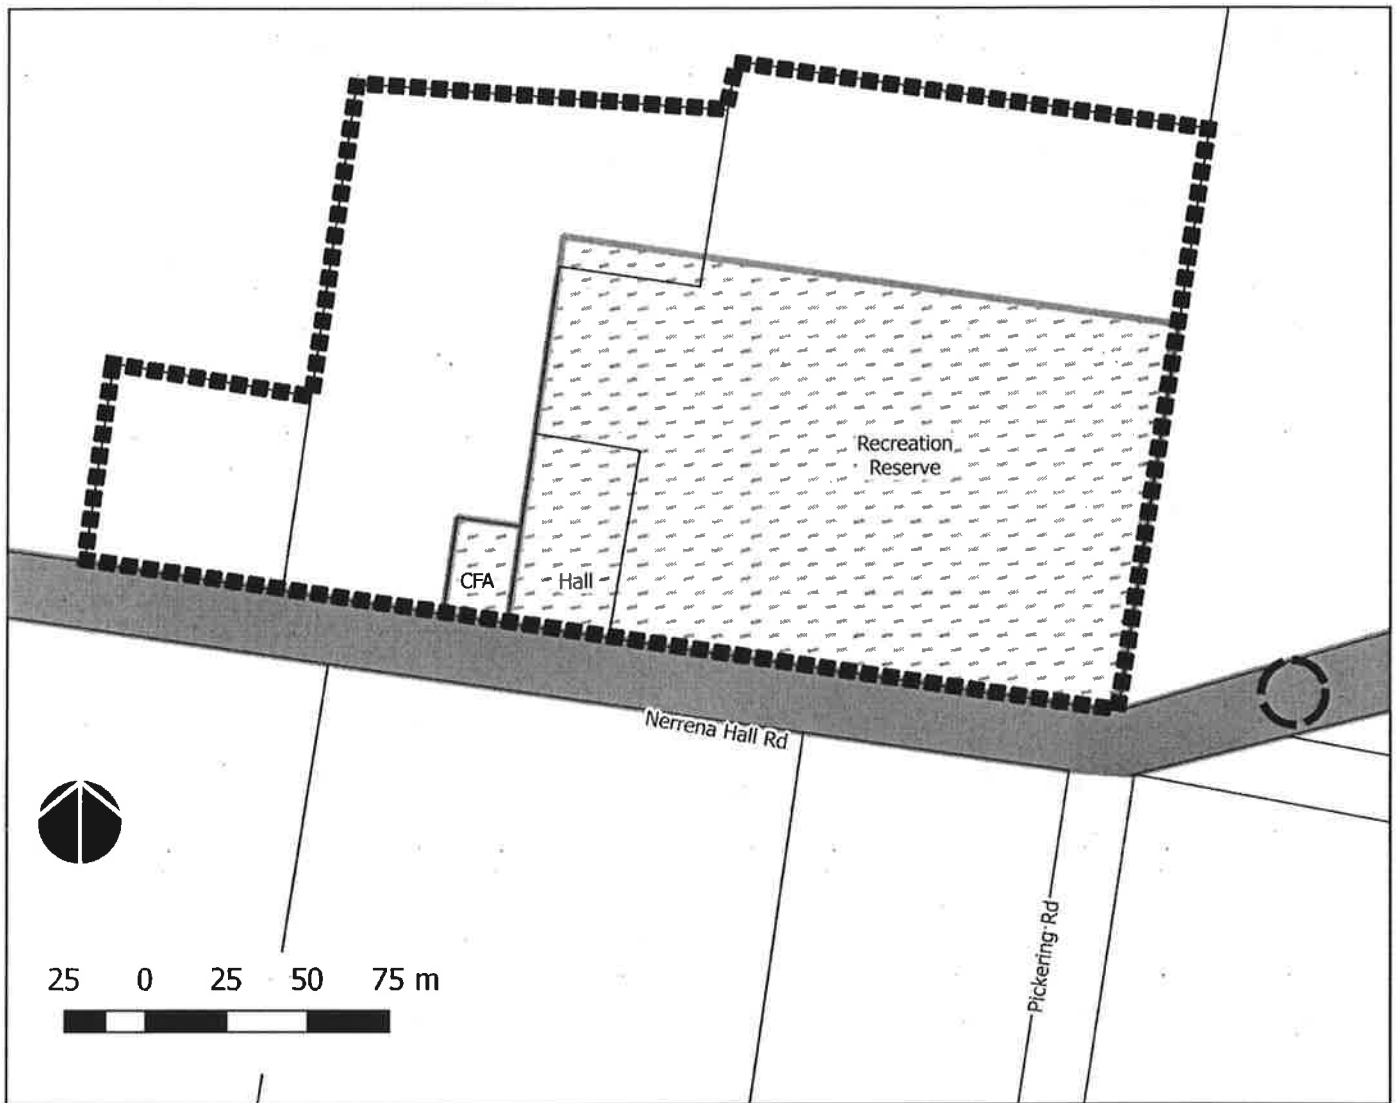 Recreation
Reserve
CFA
Hall
Nerrena Hall Rd
Pickering Rd
25 0 25 50 75 m